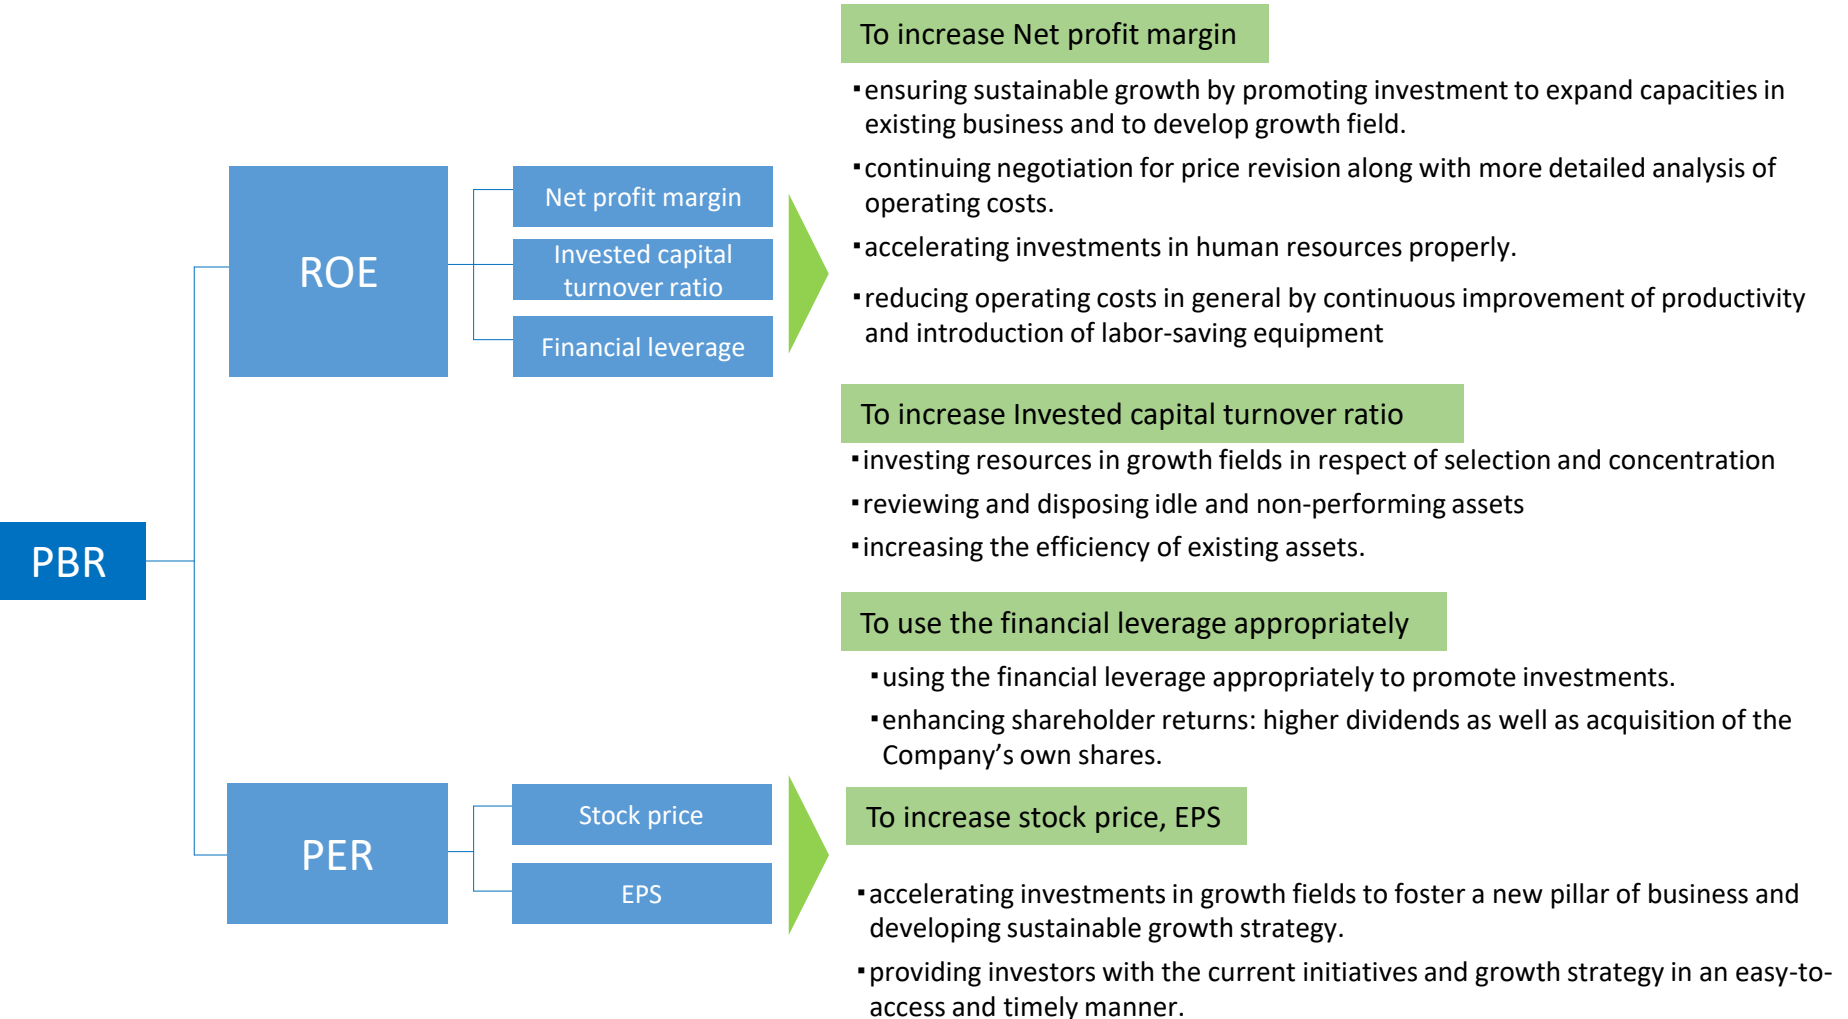 PBR
ROE
Net profit margin
Invested capital
turnover ratio
Financial leverage
PER
Stock price
EPS
To increase Net profit margin
▪ensuring sustainable growth by promoting investment to expand capacities in
existing business and to develop growth field.
▪continuing negotiation for price revision along with more detailed analysis of
operating costs.
▪accelerating investments in human resources properly.
▪reducing operating costs in general by continuous improvement of productivity
and introduction of labor-saving equipment
To increase Invested capital turnover ratio
▪investing resources in growth fields in respect of selection and concentration
▪reviewing and disposing idle and non-performing assets
▪increasing the efficiency of existing assets.
To use the financial leverage appropriately
▪using the financial leverage appropriately to promote investments.
▪enhancing shareholder returns: higher dividends as well as acquisition of the
Company’s own shares.
To increase stock price, EPS
▪accelerating investments in growth fields to foster a new pillar of business and
developing sustainable growth strategy.
▪providing investors with the current initiatives and growth strategy in an easy-to-
access and timely manner.